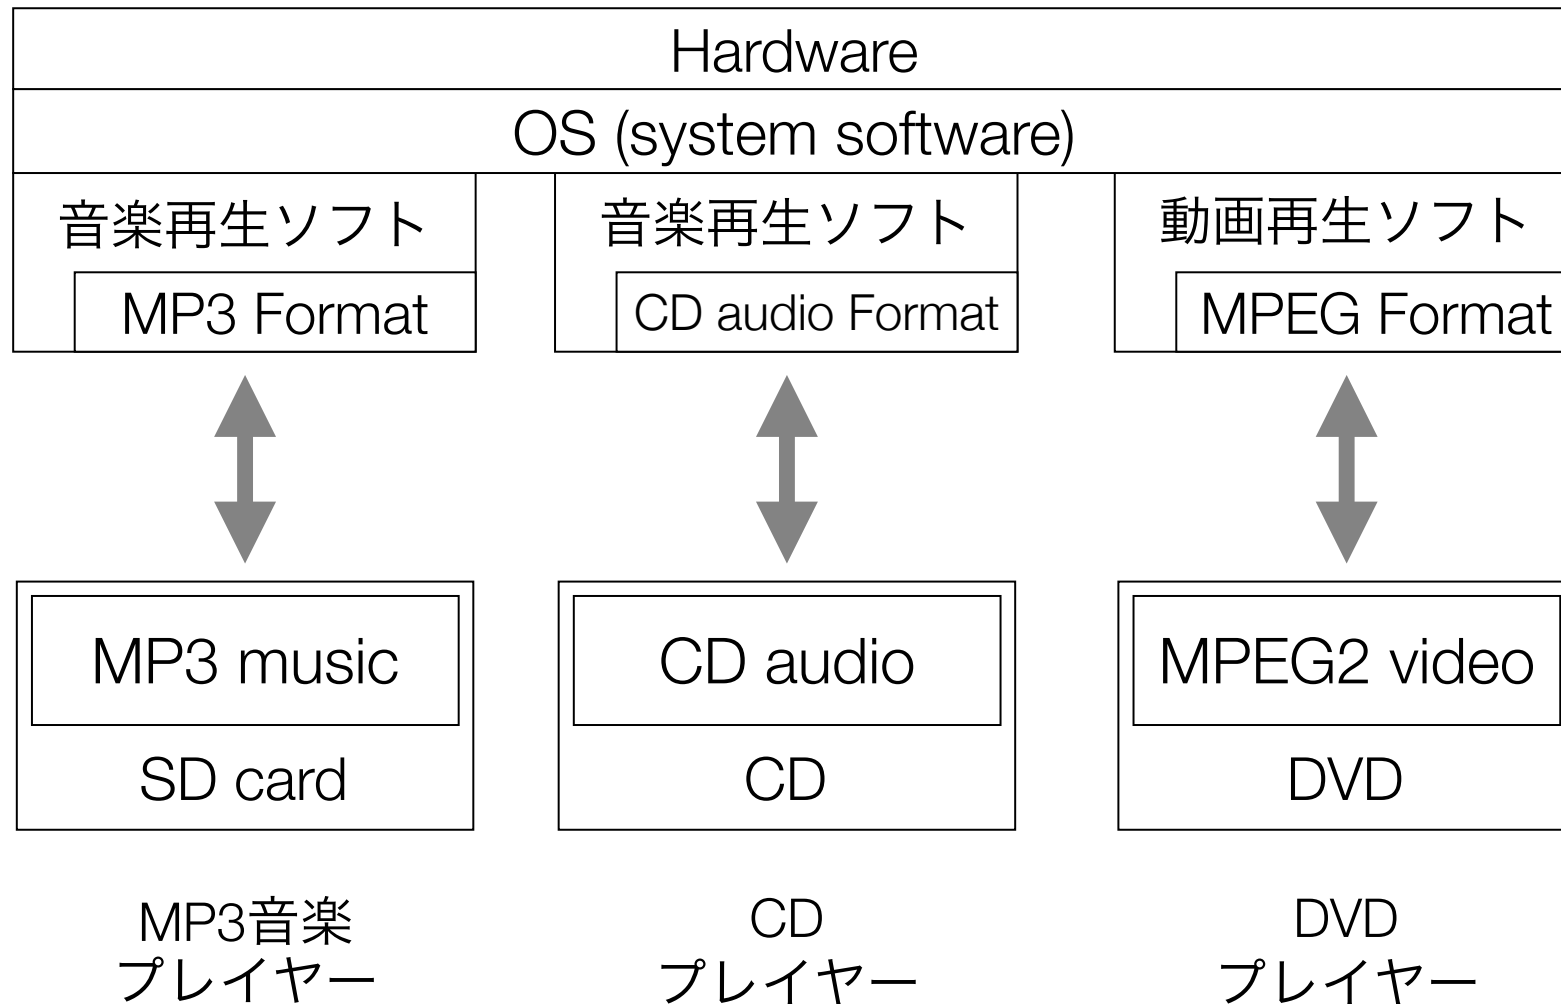 Hardware
OS (system software)
音楽再生ソフト
MP3 Format
音楽再生ソフト
CD audio Format
動画再生ソフト
MPEG Format
MP3 music
SD card
CD audio
CD
MPEG2 video
DVD
MP3音楽
プレイヤー
CD
プレイヤー
DVD
プレイヤー